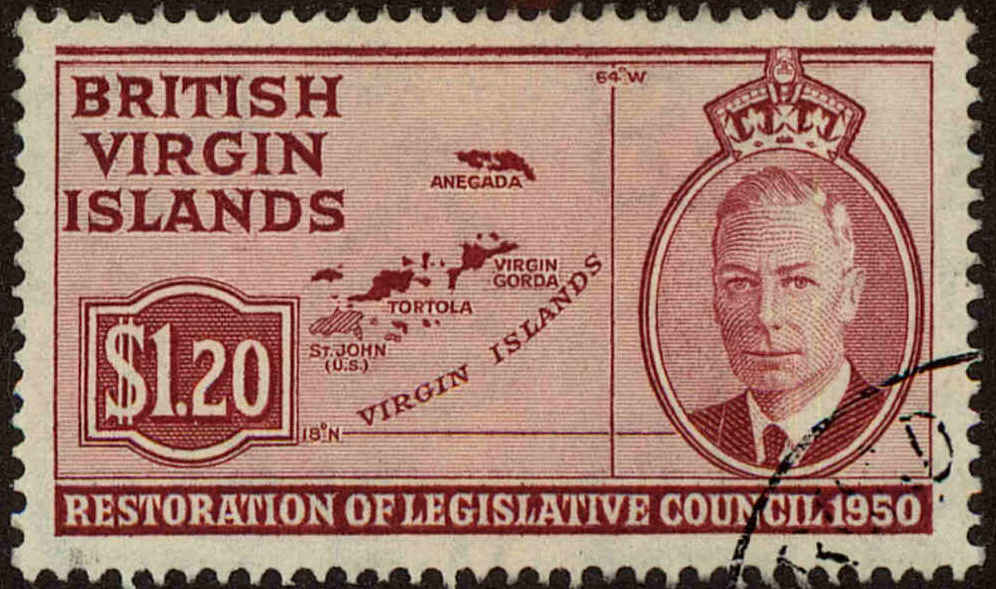 BRITISH
VIRGIN
ISLANDS
64°W
ANEGADA
VIRGIN
GORDA
TORTOLA
ST. JOHN
(U.S.)
VIRGIN ISLANDS
$1.20
18°N
RESTORATION OF LEGISLATIVE COUNCIL 1950